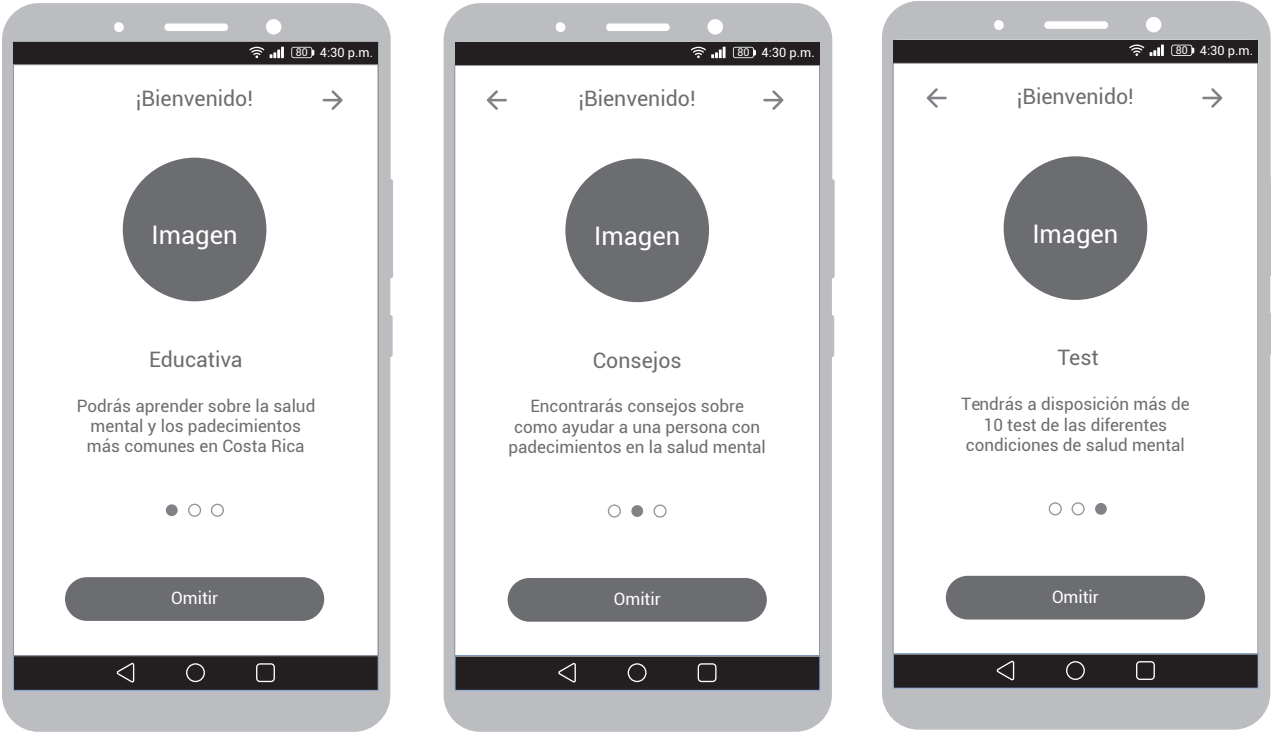 80 4:30 p.m.
¡Bienvenido!
Imagen
Educativa
Podrás aprender sobre la salud
mental y los padecimientos
más comunes en Costa Rica
Omitir
80 4:30 p.m.
¡Bienvenido!
Imagen
Consejos
Encontrarás consejos sobre
como ayudar a una persona con
padecimientos en la salud mental
Omitir
80 4:30 p.m.
¡Bienvenido!
Imagen
Test
Tendrás a disposición más de
10 test de las diferentes
condiciones de salud mental
Omitir